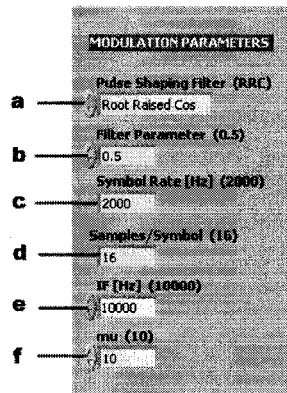 MODULATION PARAMETERS
Pulse Shaping Filter (RRC)
a Root Raised Cos
Filter Parameter (0.5)
b 0.5
Symbol Rate [Hz] (2000)
c 2000
Samples/Symbol (16)
d 16
IF [Hz] (10000)
e 10000
mu (10)
f 10